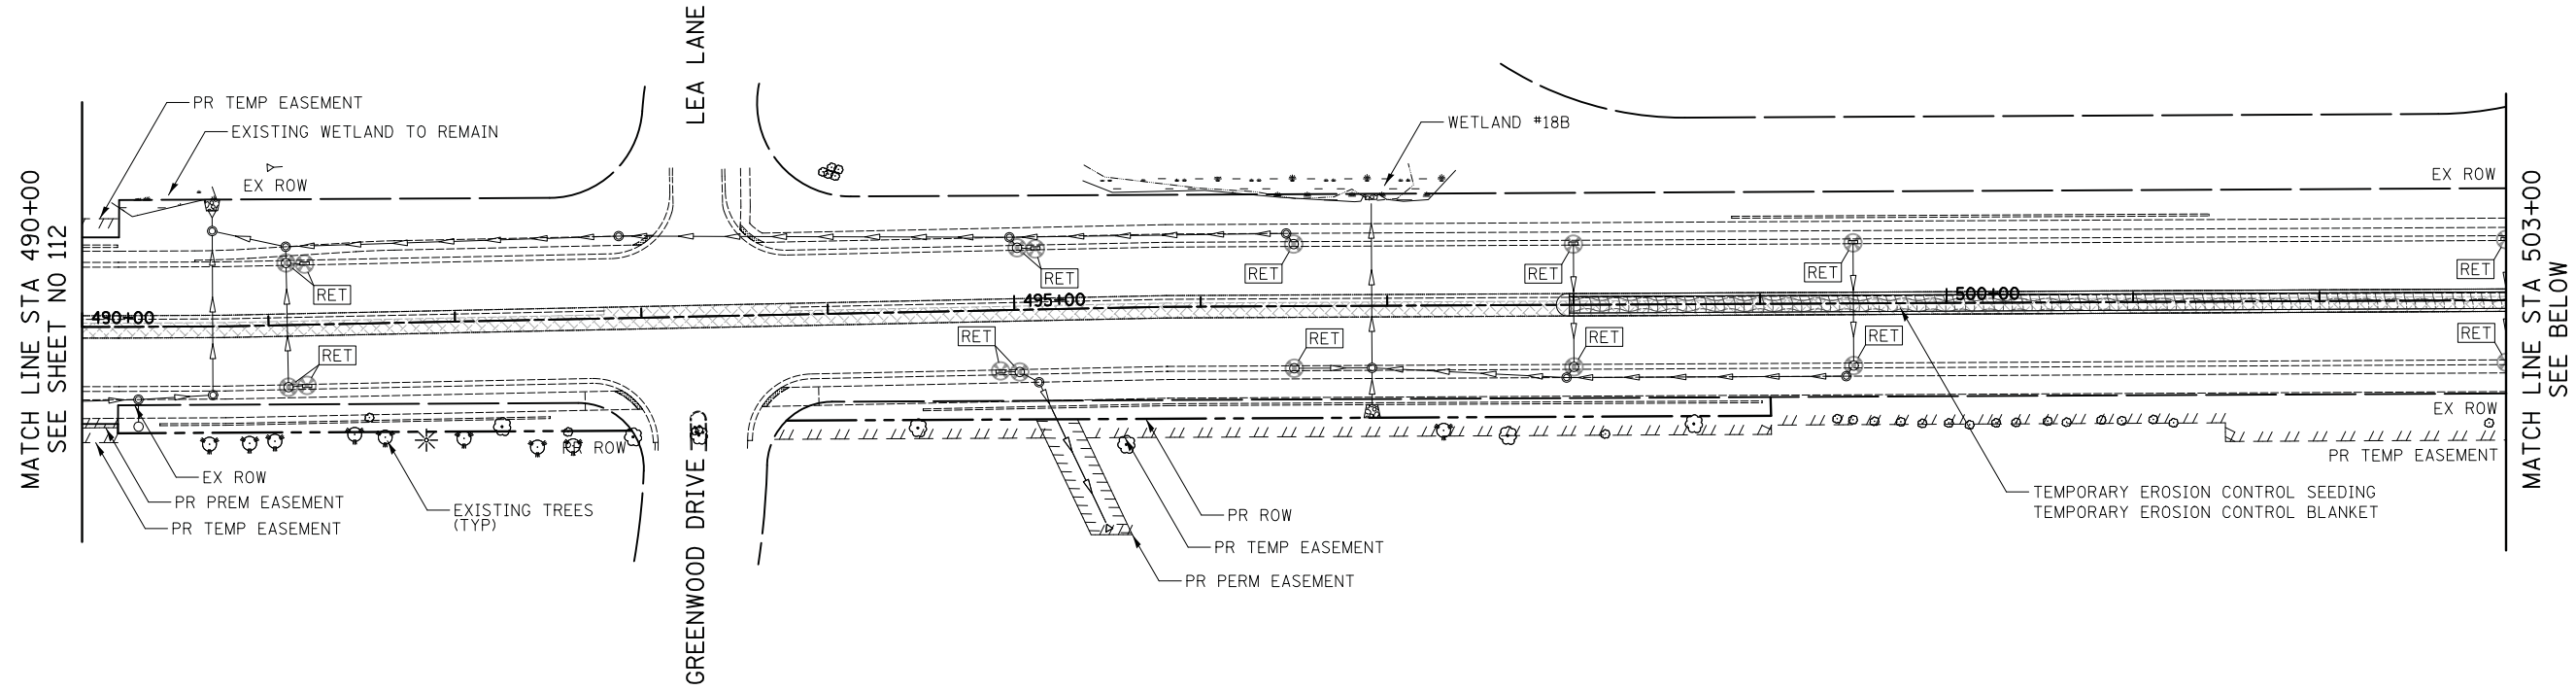 LEA LANE
PR TEMP EASEMENT
EXISTING WETLAND TO REMAIN
WETLAND #18B
EX ROW
EX ROW
MATCH LINE STA 490+00
SEE SHEET NO 112
MATCH LINE STA 503+00
SEE BELOW
RET
RET
RET
RET
RET
RET
490+00
495+00
500+00
RET
RET
RET
RET
RET
RET
EX ROW
PR ROW
PR TEMP EASEMENT
EX ROW
PR PREM EASEMENT
PR TEMP EASEMENT
EXISTING TREES
(TYP)
GREENWOOD DRIVE
PR ROW
PR TEMP EASEMENT
PR PERM EASEMENT
TEMPORARY EROSION CONTROL SEEDING
TEMPORARY EROSION CONTROL BLANKET